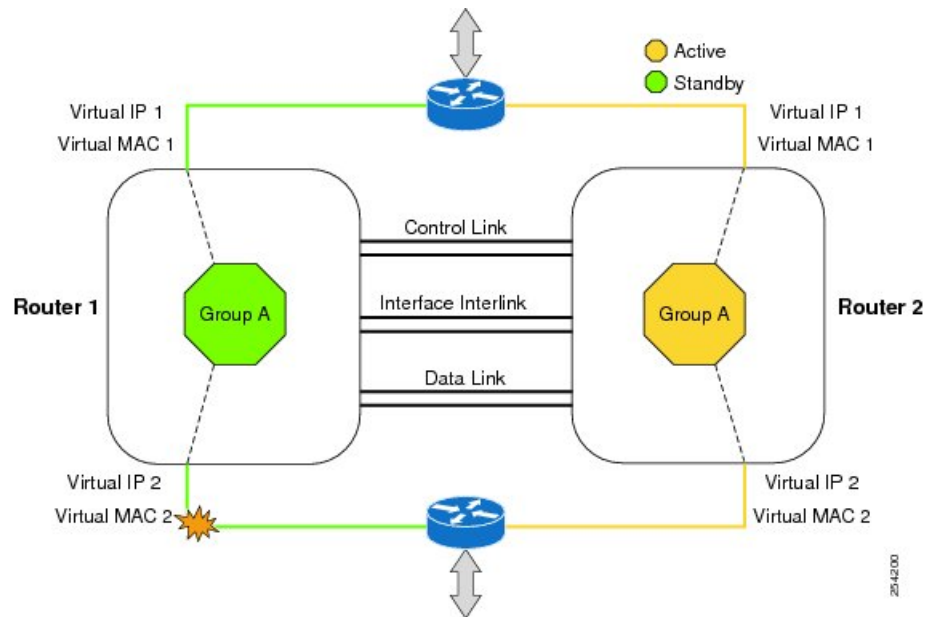 Active
Standby
Virtual IP 1
Virtual MAC 1
Virtual IP 1
Virtual MAC 1
Control Link
Router 1
Group A
Interface Interlink
Group A
Router 2
Data Link
Virtual IP 2
Virtual MAC 2
Virtual IP 2
Virtual MAC 2
254200